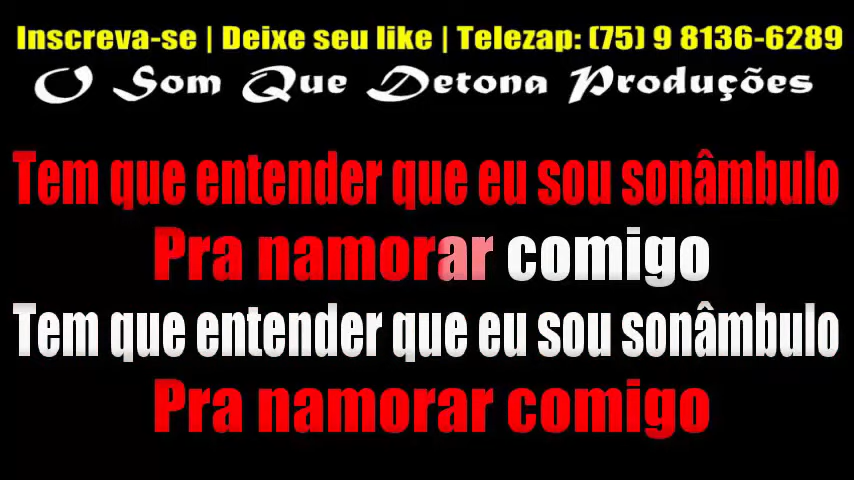 Inscreva-se | Deixe seu like | Telezap: (75) 9 8136-6289
O Som Que Detona Produções
Tem que entender que eu sou sonâmbulo
Pra namorar comigo
Tem que entender que eu sou sonâmbulo
Pra namorar comigo